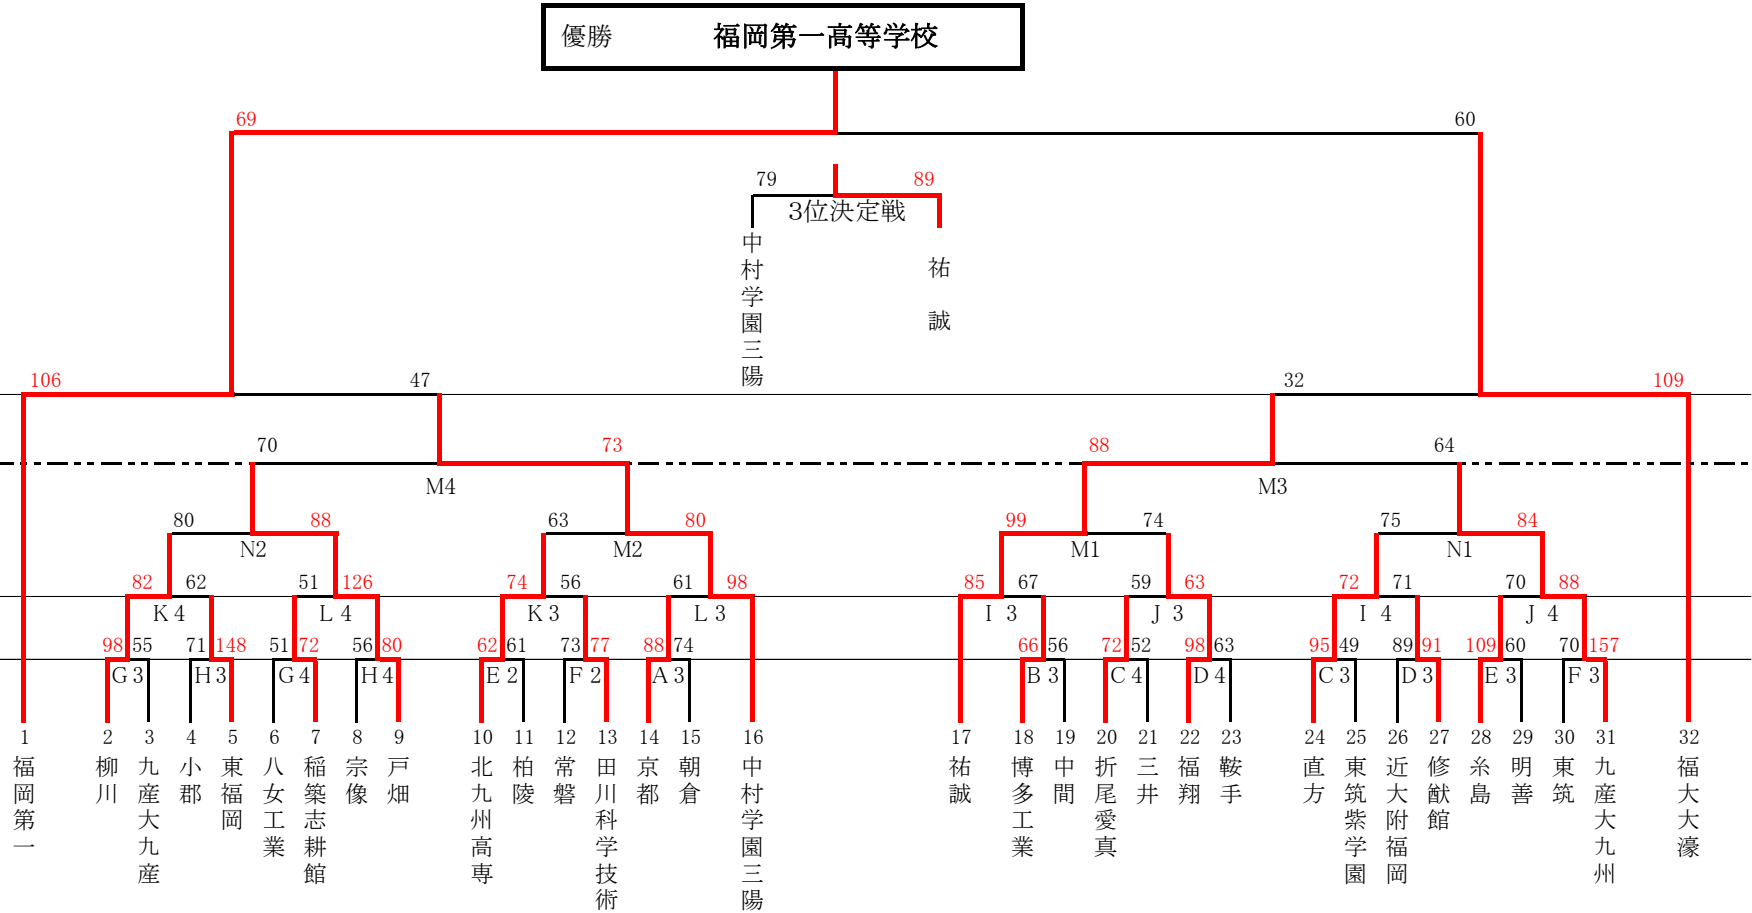 優勝 福岡第一高等学校
69 60
79 89
3位決定戦
中村学園三陽
祐誠
106 47 32 109
70 73 88 64
M4 M3
80 88 63 80 99 74 75 84
N2 M2 M1 N1
82 62 51 126 74 56 61 98 85 67 59 63 72 71 70 88
K4 L4 K3 L3 I3 J3 I4 J4
98 55 71 148 51 72 56 80 62 61 73 77 88 74 66 56 72 52 98 63 95 49 89 91 109 60 70 157
G3 H3 G4 H4 E2 F2 A3 B3 C4 D4 C3 D3 E3 F3
1 2 3 4 5 6 7 8 9 10 11 12 13 14 15 16 17 18 19 20 21 22 23 24 25 26 27 28 29 30 31 32
福岡第一
柳川
九産大九産
小郡
東福岡
八女工業
稲築志耕館
宗像
戸畑
北九州高専
柏陵
常磐
田川科学技術
京都
朝倉
中村学園三陽
祐誠
博多工業
中間
折尾愛真
三井
福翔
鞍手
直方
東筑紫学園
近大附福岡
修猷館
糸島
明善
東筑
九産大九州
福大大濠